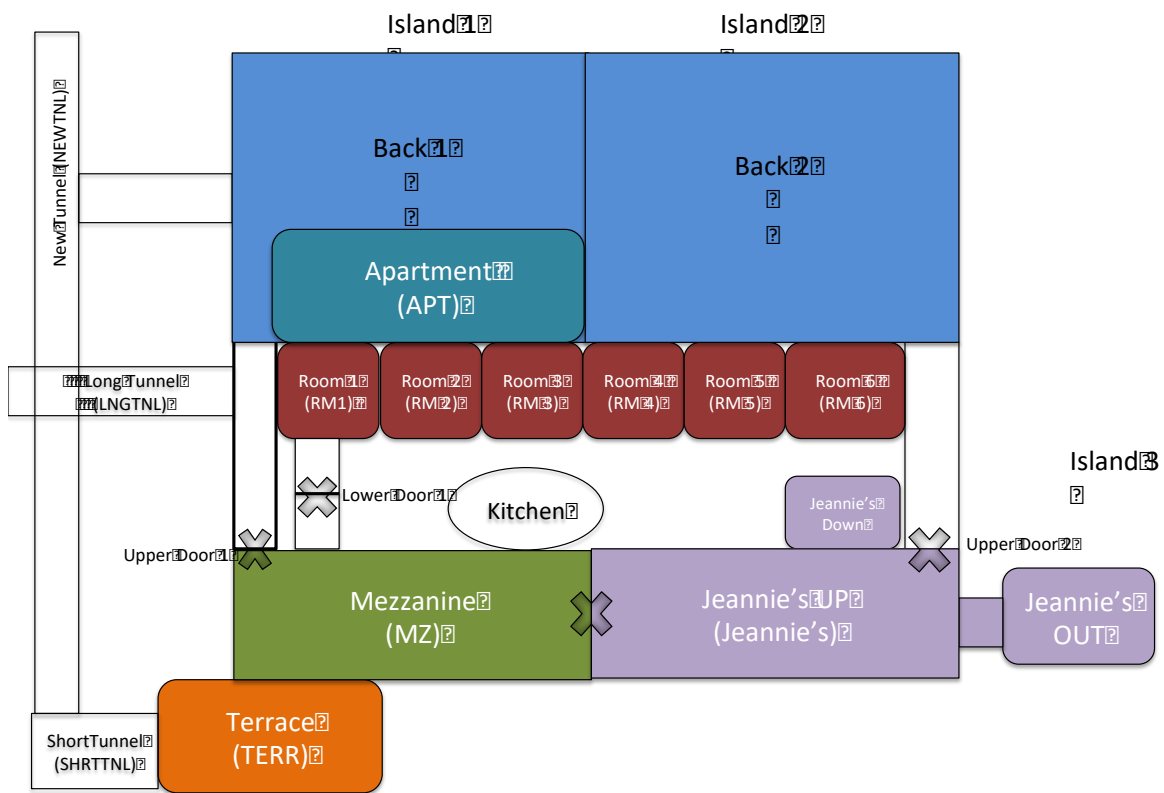 Island 1
Island 2
New Tunnel (NEWTNL)
Back 1
Back 2
Apartment
(APT)
Long Tunnel
(LNGTNL)
Room 1
(RM1)
Room 2
(RM 2)
Room 3
(RM 3)
Room 4
(RM 4)
Room 5
(RM 5)
Room 6
(RM 6)
Island 3
Lower Door 1
Kitchen
Jeannie's
Down
Upper Door 1
Upper Door 2
Mezzanine
(MZ)
Jeannie's UP
(Jeannie's)
Jeannie's
OUT
Terrace
(TERR)
ShortTunnel
(SHRTTNL)